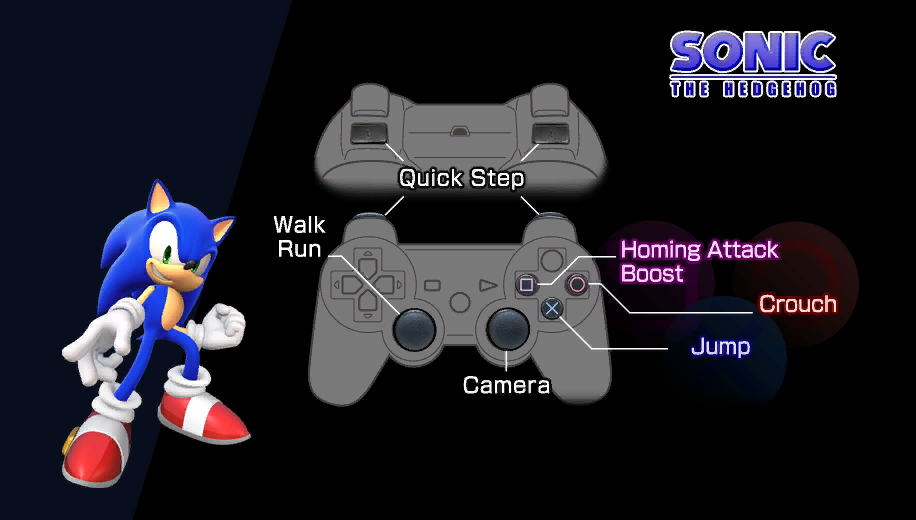 SONIC
THE HEDGEHOG
Quick Step
Walk
Run
Homing Attack
Boost
Crouch
Jump
Camera